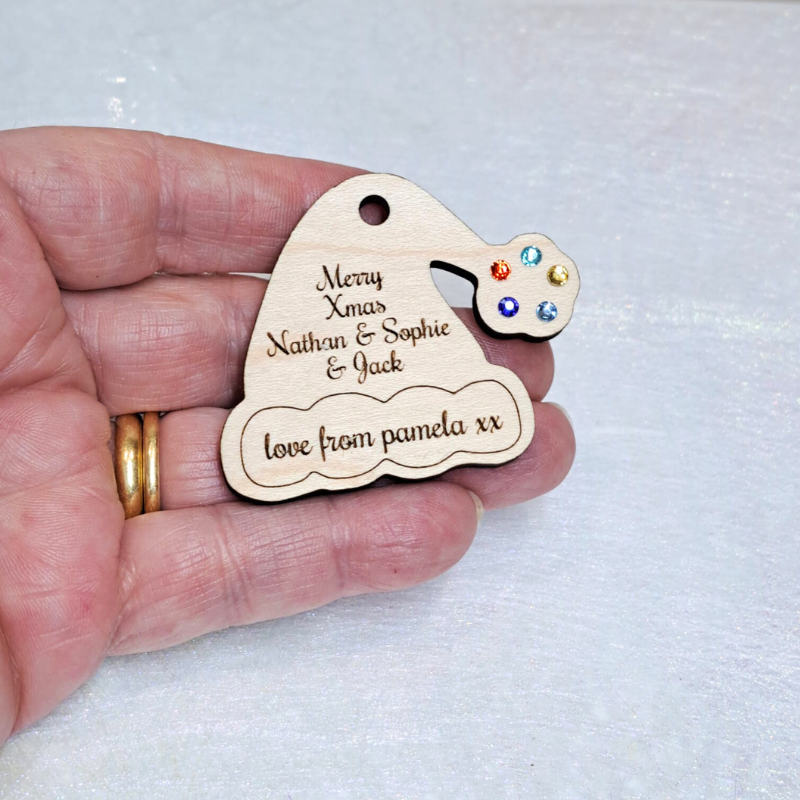 Merry
Xmas
Nathan & Sophie
& Jack
love from pamela xx